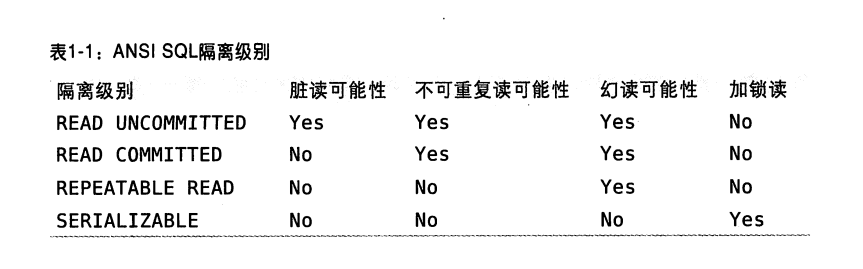 表1-1：ANSI SQL隔离级别
隔离级别 脏读可能性 不可重复读可能性 幻读可能性 加锁读
READ UNCOMMITTED Yes Yes Yes No
READ COMMITTED No Yes Yes No
REPEATABLE READ No No Yes No
SERIALIZABLE No No No Yes